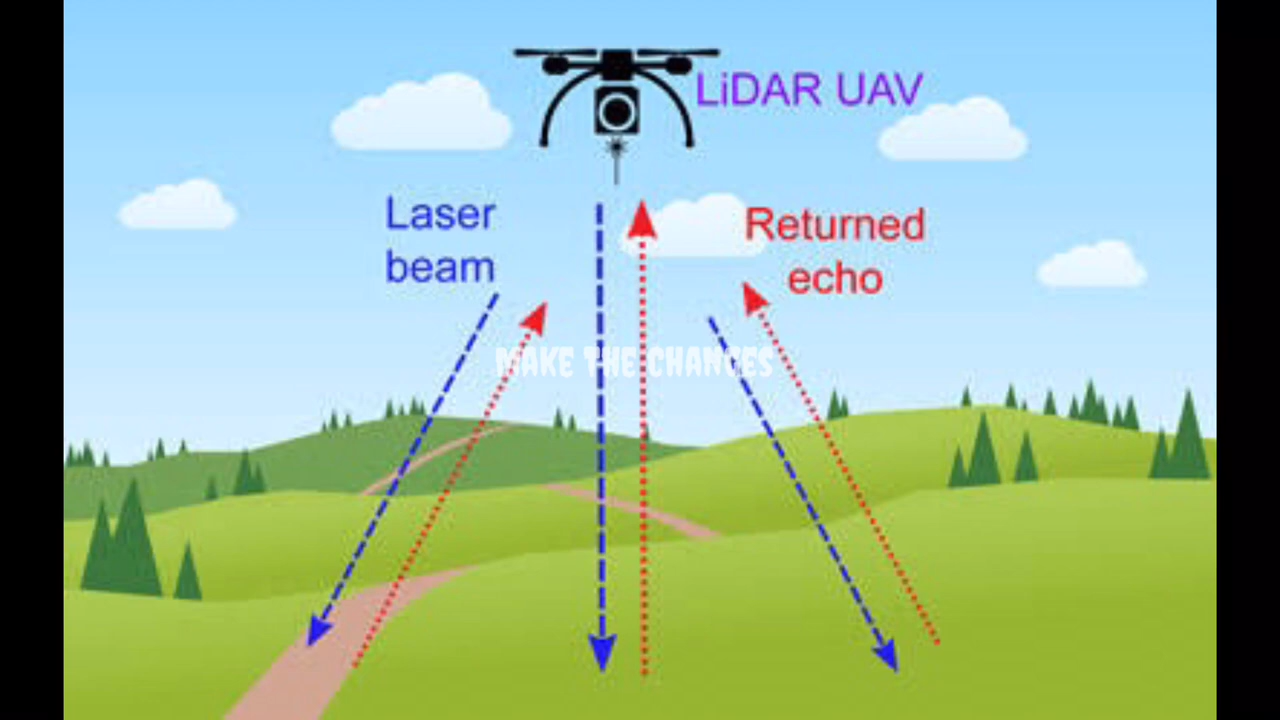 LiDAR UAV
Laser
beam
Returned
echo
MAKE THE CHANGES